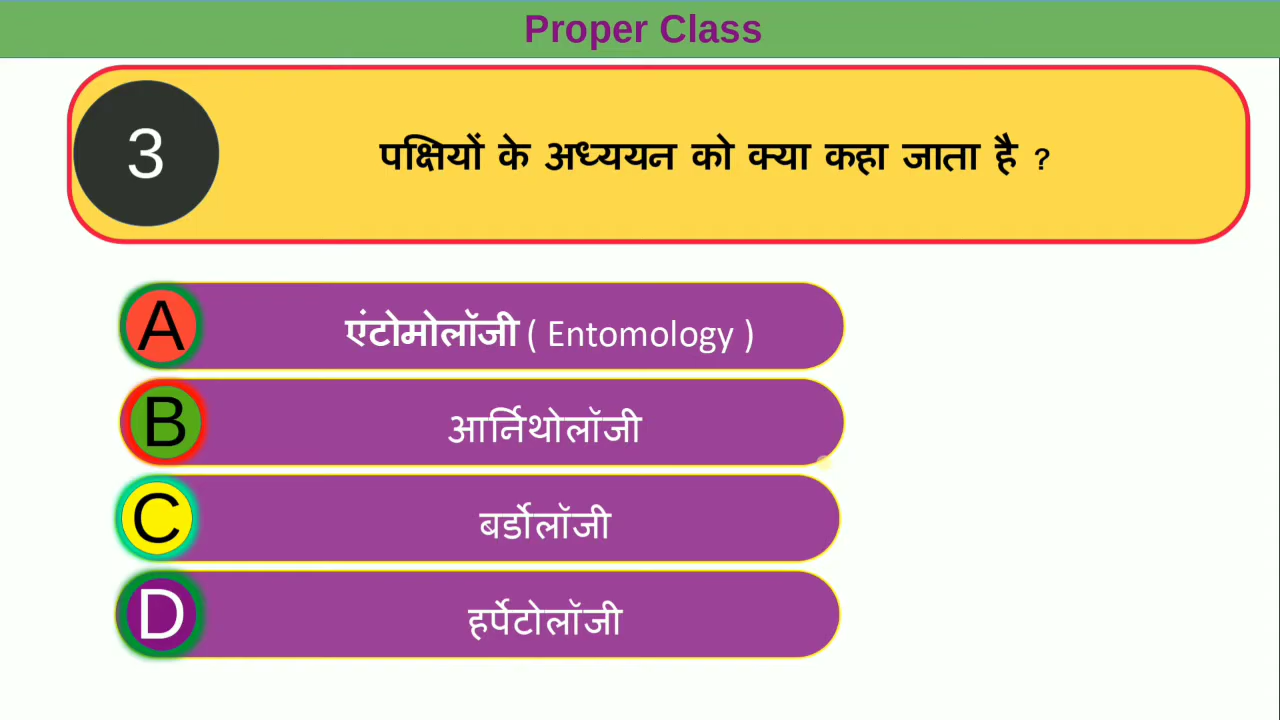 Proper Class
3
पक्षियों के अध्ययन को क्या कहा जाता है ?
A
एंटोमोलॉजी ( Entomology )
B
आर्निथोलॉजी
C
बर्डोलॉजी
D
हर्पेटोलॉजी